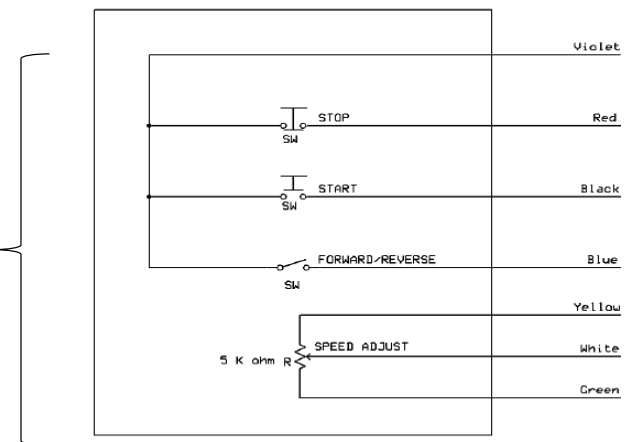 Violet
STOP
Red
SW
START
Black
SW
FORWARD/REVERSE
Blue
SW
Yellow
SPEED ADJUST
White
5 K ohm R
Green